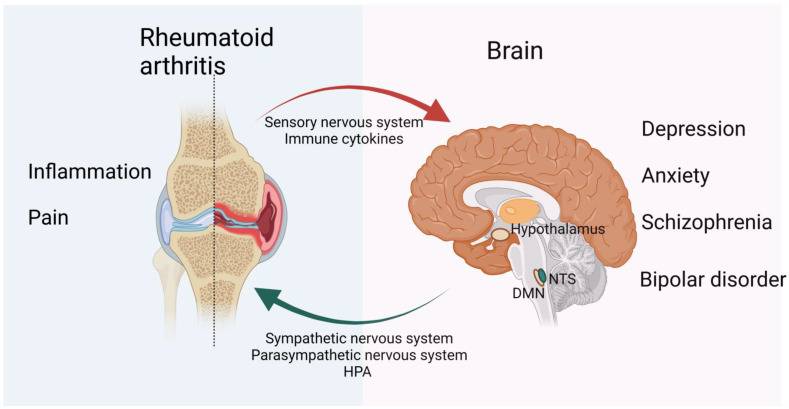 Rheumatoid
arthritis
Brain
Sensory nervous system
Immune cytokines
Inflammation
Pain
Depression
Anxiety
Schizophrenia
Bipolar disorder
Hypothalamus
NTS
DMN
Sympathetic nervous system
Parasympathetic nervous system
HPA